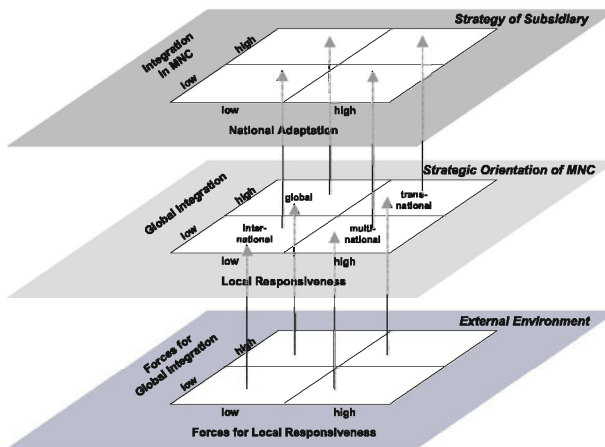 Strategy of Subsidiary
Integration
in MNC
high
low
low
high
National Adaptation
Strategic Orientation of MNC
Global Integration
high
low
global
trans-
national
inter-
national
multi-
national
low
high
Local Responsiveness
External Environment
Forces for
Global Integration
high
low
low
high
Forces for Local Responsiveness